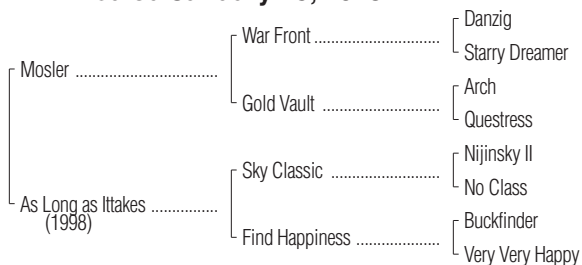 Danzig
War Front
Starry Dreamer
Mosler
Arch
Gold Vault
Questress
Nijinsky II
Sky Classic
No Class
As Long as Ittakes
(1998)
Buckfinder
Find Happiness
Very Very Happy